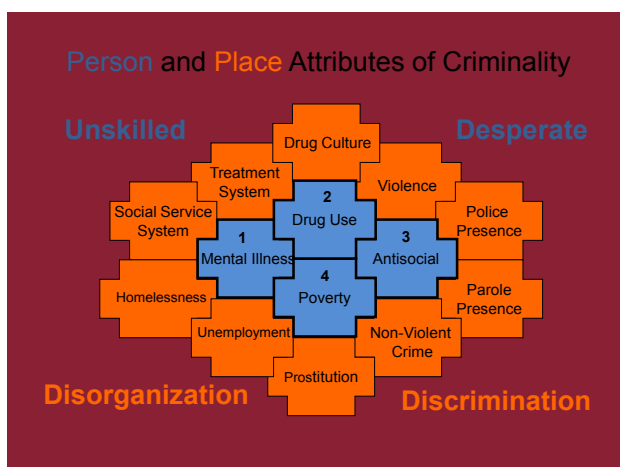 Person and Place Attributes of Criminality
Unskilled
Desperate
Drug Culture
Treatment
System
Violence
Social Service
System
2
Drug Use
Police
Presence
1
Mental Illness
3
Antisocial
Homelessness
4
Poverty
Parole
Presence
Unemployment
Non-Violent
Crime
Prostitution
Disorganization
Discrimination